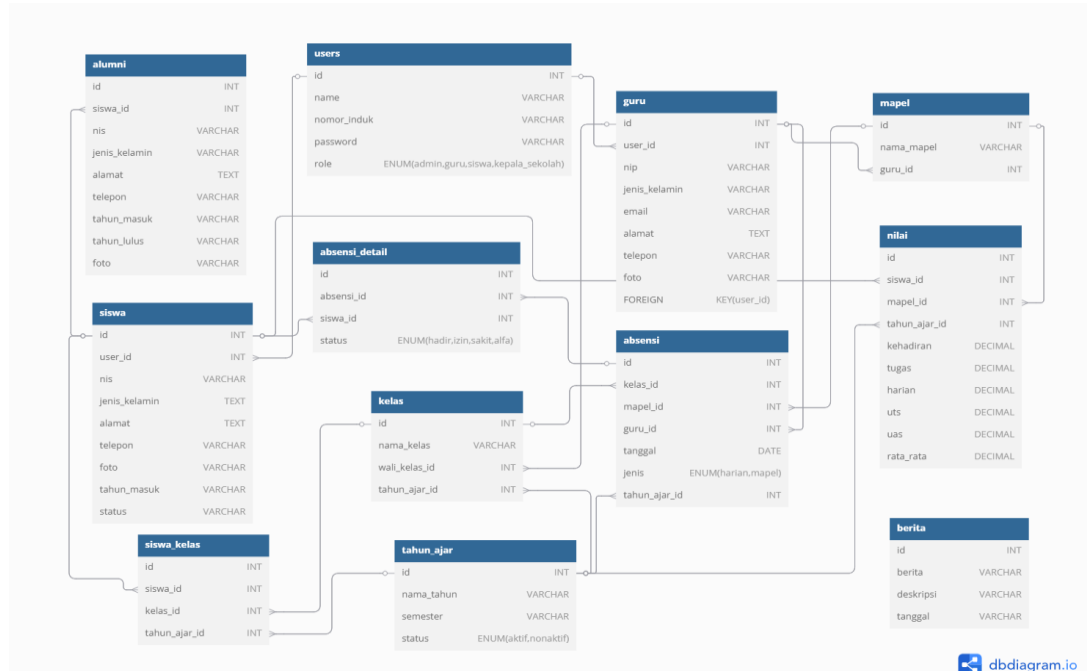 alumni
id INT
siswa_id INT
nis VARCHAR
jenis_kelamin VARCHAR
alamat TEXT
telepon VARCHAR
tahun_masuk VARCHAR
tahun_lulus VARCHAR
foto VARCHAR
users
id INT
name VARCHAR
nomor_induk VARCHAR
password VARCHAR
role ENUM(admin,guru,siswa,kepala_sekolah)
guru
id INT
user_id INT
nip VARCHAR
jenis_kelamin VARCHAR
email VARCHAR
alamat TEXT
telepon VARCHAR
foto VARCHAR
FOREIGN KEY(user_id)
mapel
id INT
nama_mapel VARCHAR
guru_id INT
nilai
id INT
siswa_id INT
mapel_id INT
tahun_ajar_id INT
kehadiran DECIMAL
tugas DECIMAL
harian DECIMAL
uts DECIMAL
uas DECIMAL
rata_rata DECIMAL
absensi_detail
id INT
absensi_id INT
siswa_id INT
status ENUM(hadir,izin,sakit,alfa)
siswa
id INT
user_id INT
nis VARCHAR
jenis_kelamin TEXT
alamat TEXT
telepon VARCHAR
foto VARCHAR
tahun_masuk VARCHAR
status VARCHAR
absensi
id INT
kelas_id INT
mapel_id INT
guru_id INT
tanggal DATE
jenis ENUM(harian,mapel)
tahun_ajar_id INT
kelas
id INT
nama_kelas VARCHAR
wali_kelas_id INT
tahun_ajar_id INT
siswa_kelas
id INT
siswa_id INT
kelas_id INT
tahun_ajar_id INT
tahun_ajar
id INT
nama_tahun VARCHAR
semester VARCHAR
status ENUM(aktif,nonaktif)
berita
id INT
berita VARCHAR
deskripsi VARCHAR
tanggal VARCHAR
dbdiagram.io